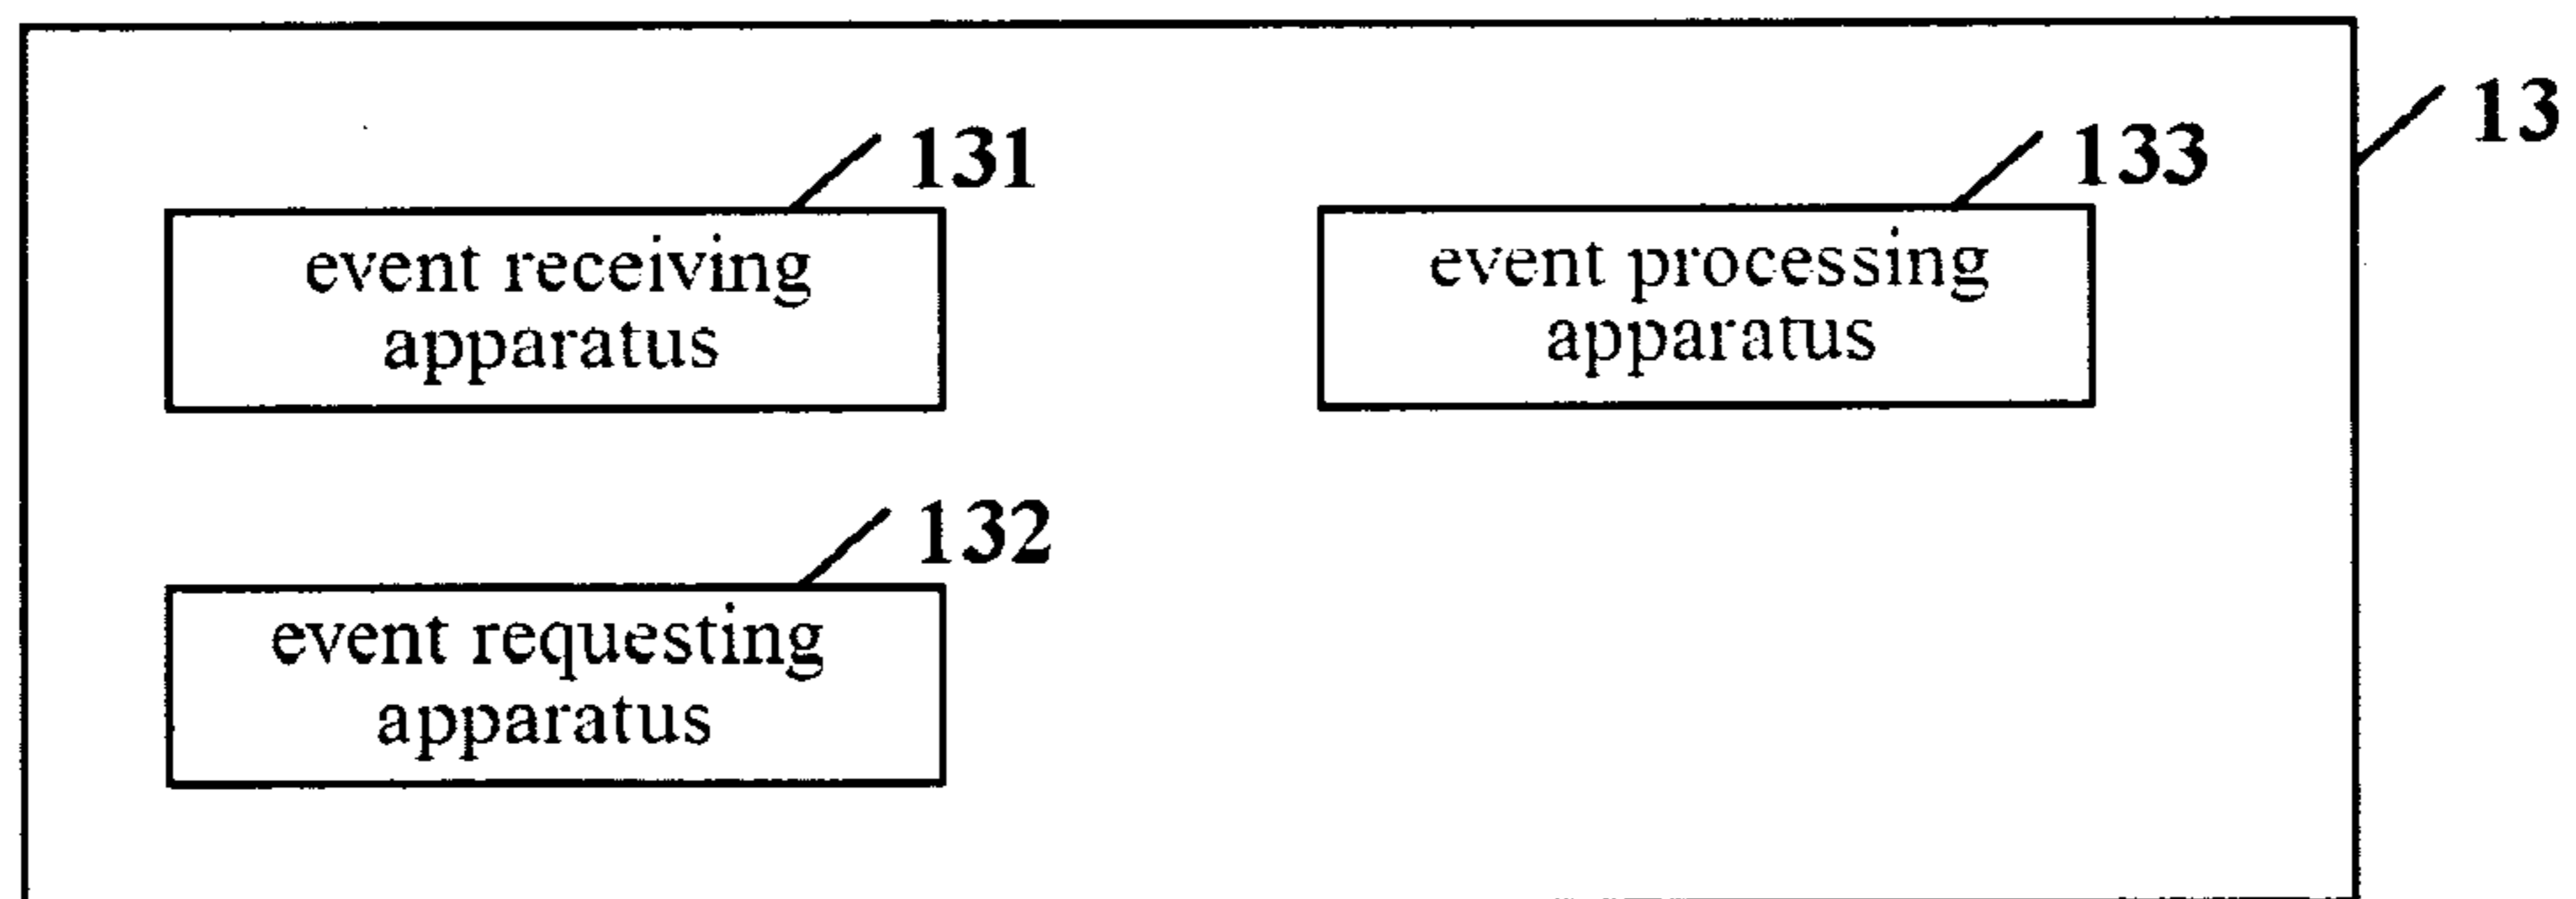 13
131
event receiving
apparatus
133
event processing
apparatus
132
event requesting
apparatus